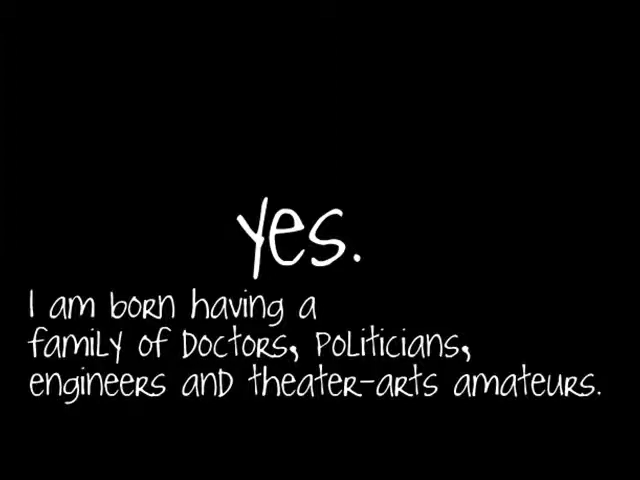 yes.
I am born having a
family of Doctors, Politicians,
engineers and theater-arts amateurs.